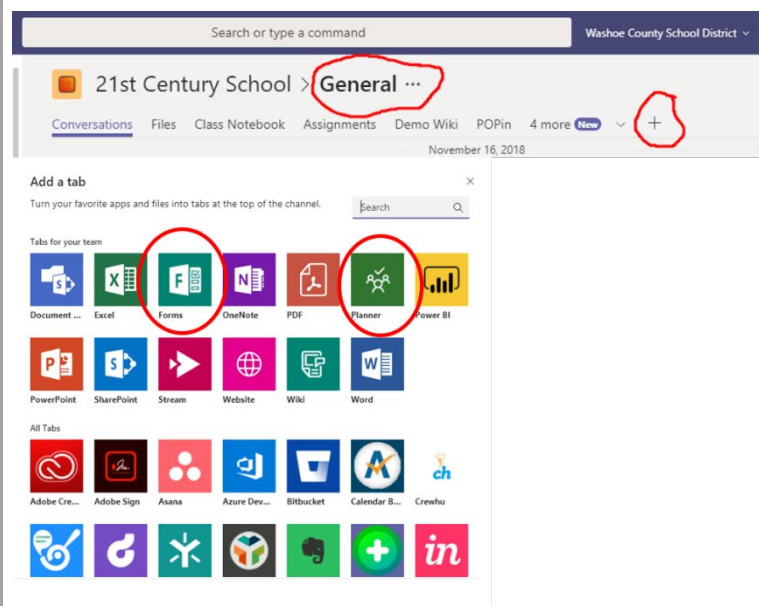 Search or type a command
Washoe County School District
21st Century School > General ...
Conversations Files Class Notebook Assignments Demo Wiki POPin 4 more New +
November 16, 2018
Add a tab
Turn your favorite apps and files into tabs at the top of the channel.
Search
Tabs for your team
Document ... Excel Forms OneNote PDF Planner Power BI
PowerPoint SharePoint Stream Website Wiki Word
All Tabs
Adobe Cre... Adobe Sign Asana Azure Dev... Bitbucket Calendar B... Crewhu
in